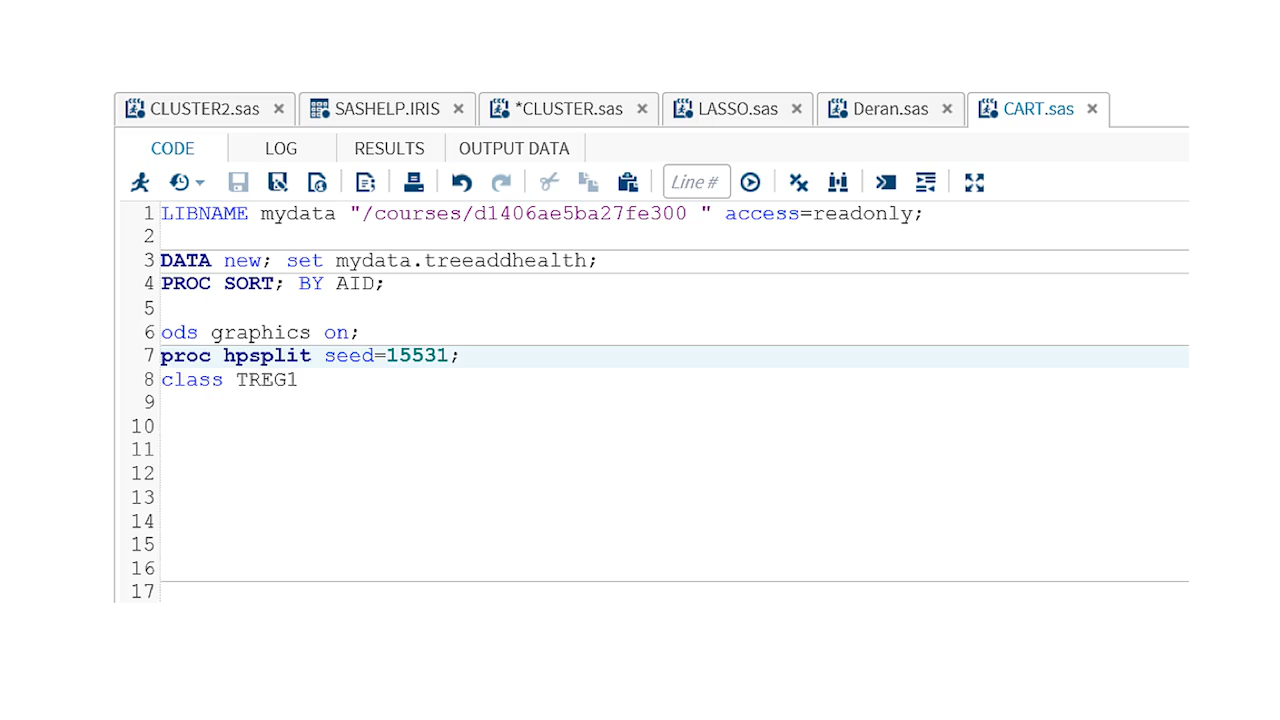 CLUSTER2.sas × SASHELP.IRIS × *CLUSTER.sas × LASSO.sas × Deran.sas × CART.sas ×
CODE LOG RESULTS OUTPUT DATA
Line #
1 LIBNAME mydata "/courses/d1406ae5ba27fe300 " access=readonly;
2
3 DATA new; set mydata.treeaddhealth;
4 PROC SORT; BY AID;
5
6 ods graphics on;
7 proc hpsplit seed=15531;
8 class TREG1
9
10
11
12
13
14
15
16
17